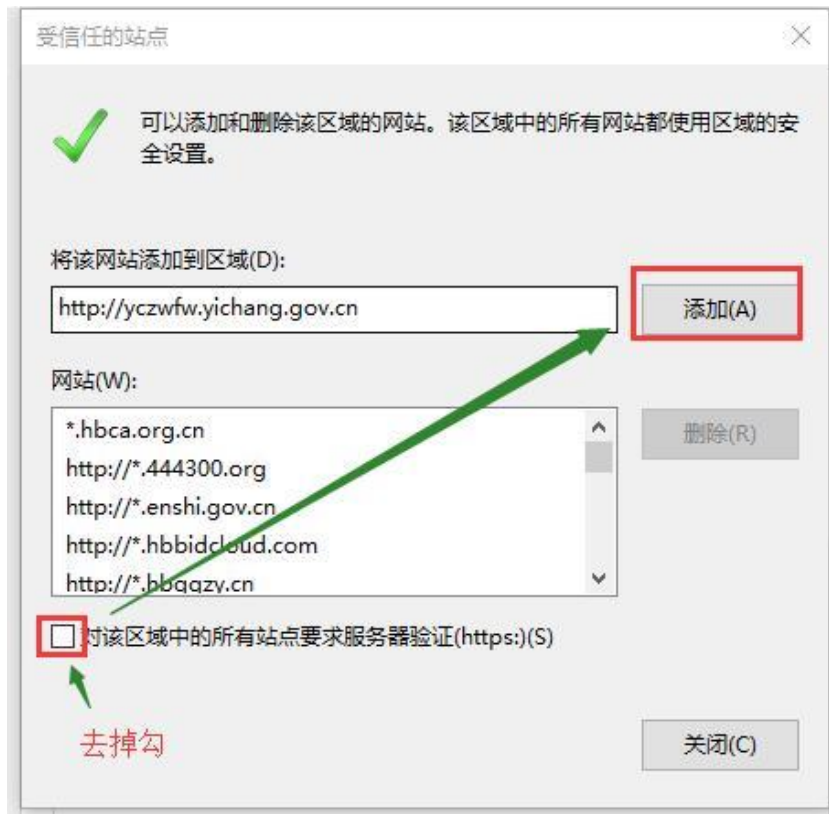 受信任的站点
可以添加和删除该区域的网站。该区域中的所有网站都使用区域的安
全设置。
将该网站添加到区域(D):
http://yczwfw.yichang.gov.cn
添加(A)
网站(W):
*.hbca.org.cn
http://*.444300.org
http://*.enshi.gov.cn
http://*.hbbidcloud.com
http://*.hbggzy.cn
删除(R)
对该区域中的所有站点要求服务器验证(https:)(S)
去掉勾
关闭(C)